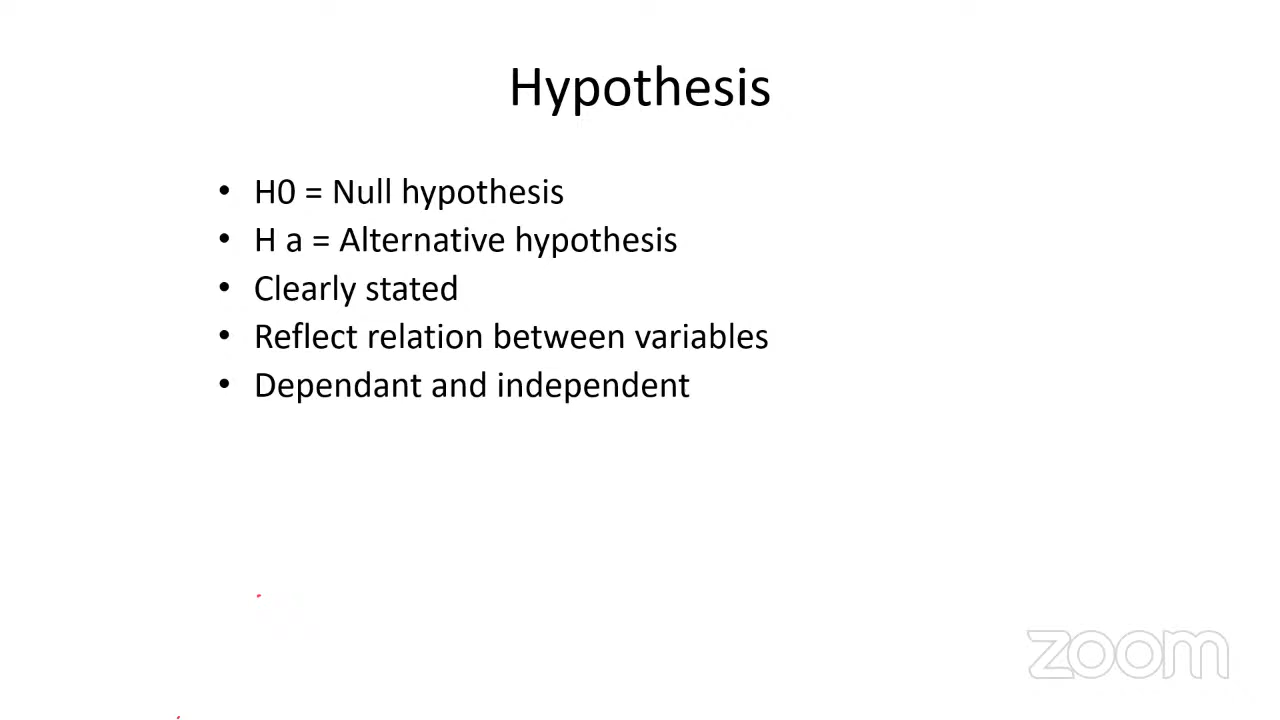 Hypothesis
• H0 = Null hypothesis
• H a = Alternative hypothesis
• Clearly stated
• Reflect relation between variables
• Dependant and independent
zoom